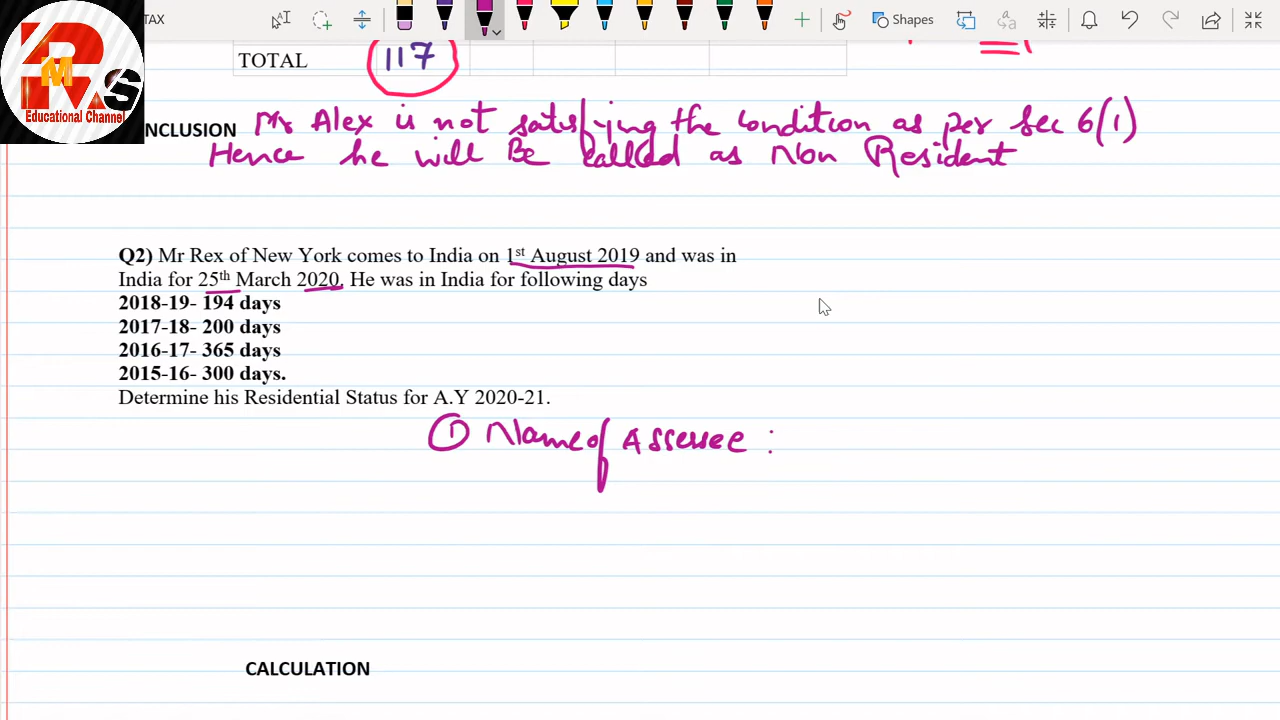 TAX
Shapes
RMS
Educational Channel
TOTAL 117
NCLUSION Mr Alex is not satisfying the condition as per Sec 6(1)
Hence he will Be called as Non Resident
Q2) Mr Rex of New York comes to India on 1st August 2019 and was in
India for 25th March 2020. He was in India for following days
2018-19- 194 days
2017-18- 200 days
2016-17- 365 days
2015-16- 300 days.
Determine his Residential Status for A.Y 2020-21.
① Name of Assessee :
CALCULATION